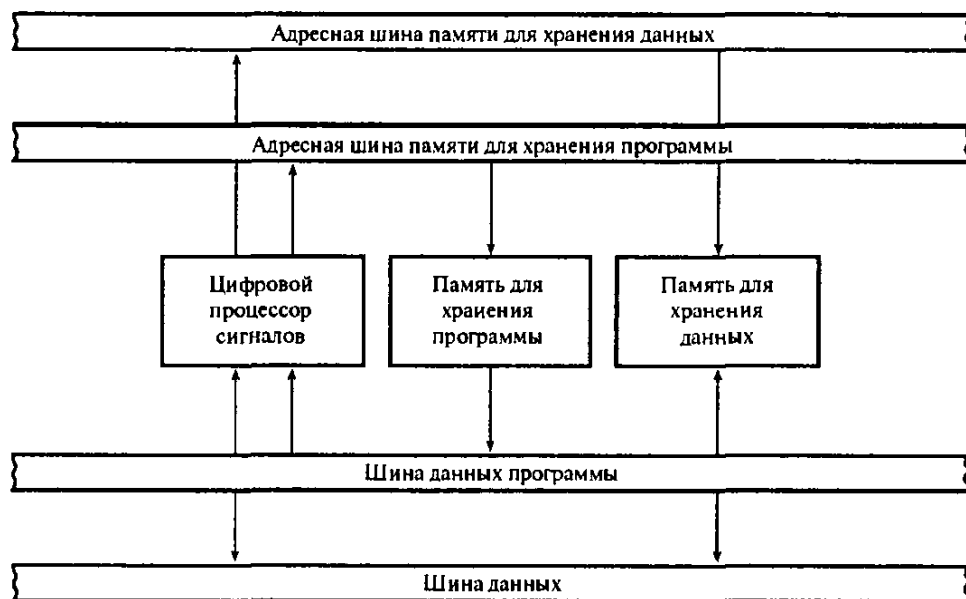 Адресная шина памяти для хранения данных
Адресная шина памяти для хранения программы
Цифровой
процессор
сигналов
Память для
хранения
программы
Память для
хранения
данных
Шина данных программы
Шина данных